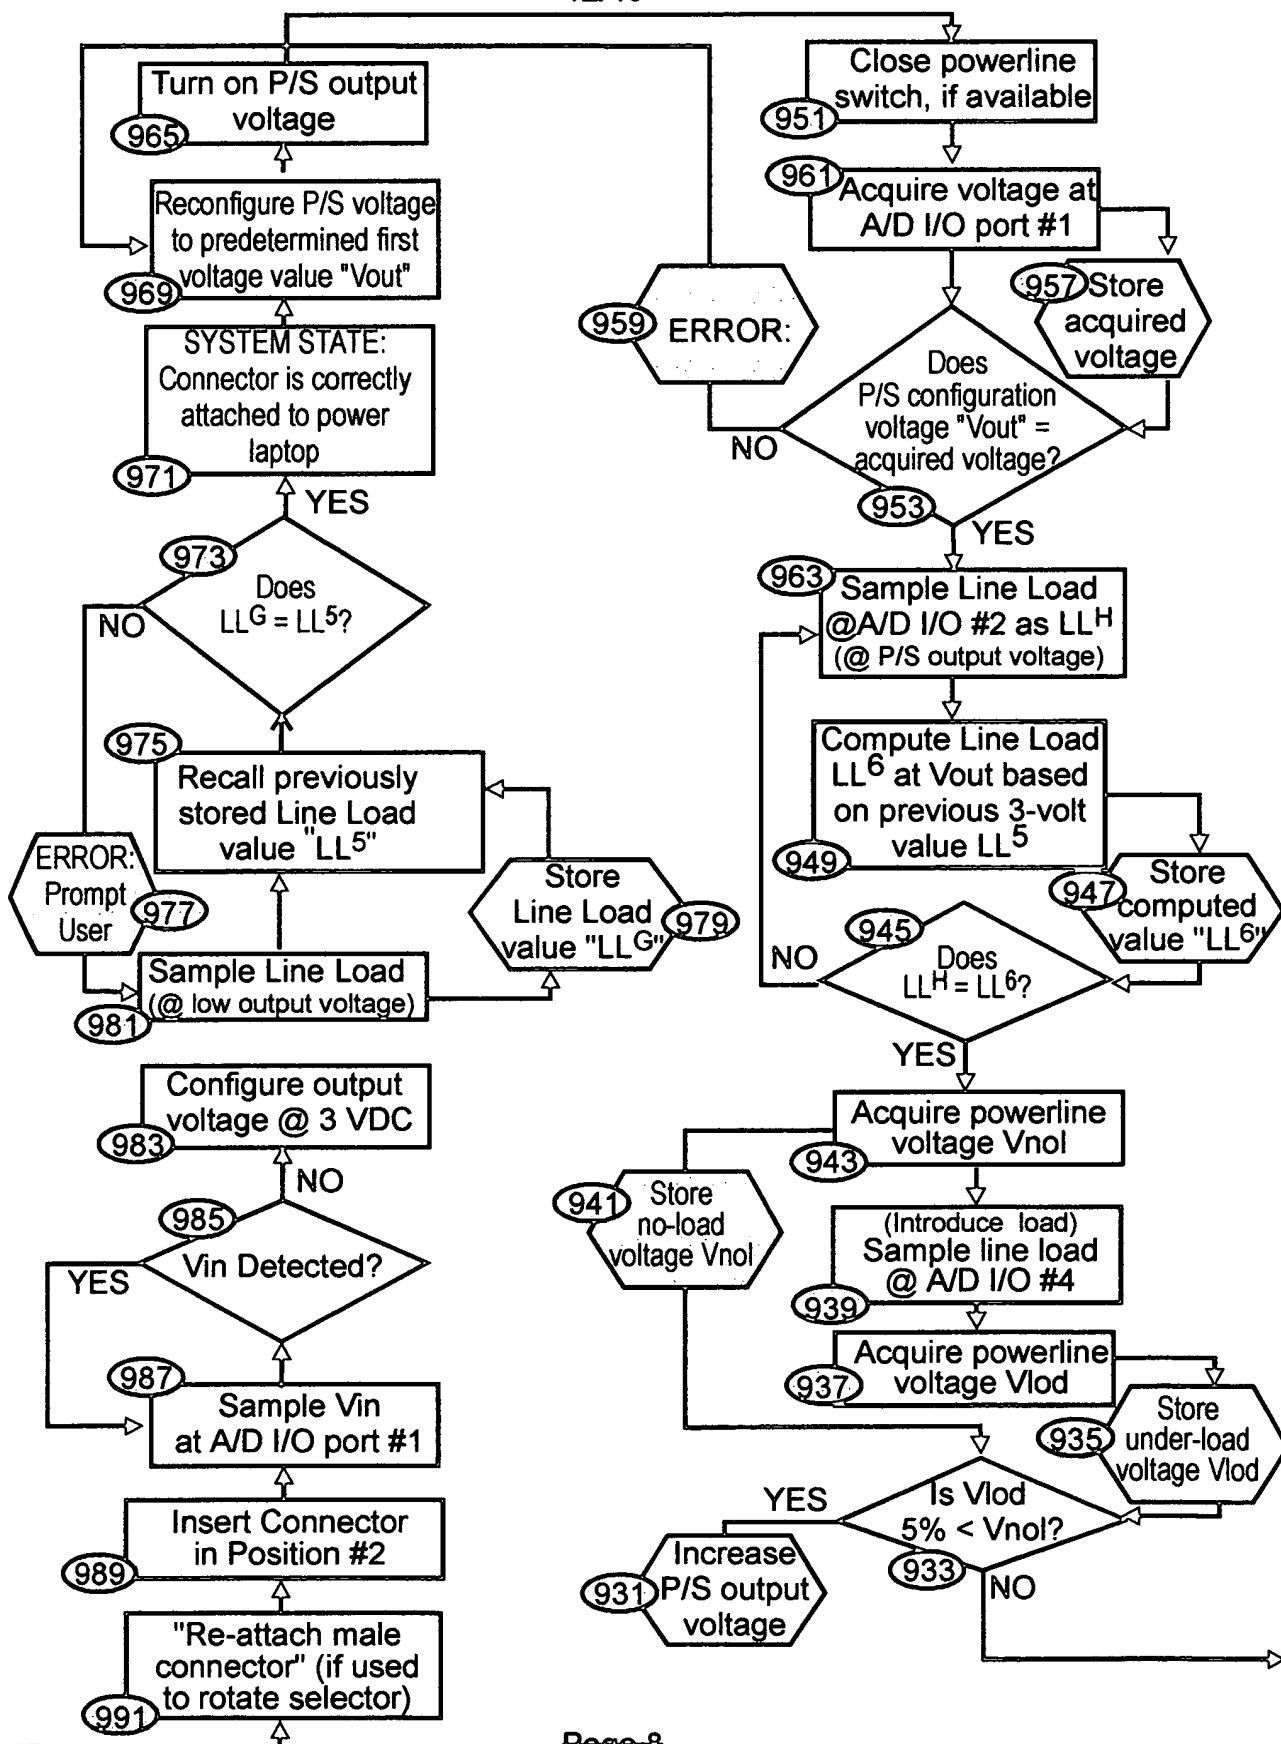 Turn on P/S output
voltage
965
Reconfigure P/S voltage
to predetermined first
voltage value "Vout"
969
SYSTEM STATE:
Connector is correctly
attached to power
laptop
971
YES
973
Does
LLG = LL5?
NO
975
Recall previously
stored Line Load
value "LL5"
ERROR:
Prompt
User
977
Store
Line Load
value "LLG"
979
Sample Line Load
(@ low output voltage)
981
Configure output
voltage @ 3 VDC
983
NO
985
Vin Detected?
YES
987
Sample Vin
at A/D I/O port #1
Insert Connector
in Position #2
989
"Re-attach male
connector" (if used
to rotate selector)
991
Close powerline
switch, if available
951
961
Acquire voltage at
A/D I/O port #1
957
Store
acquired
voltage
959
ERROR:
Does
P/S configuration
voltage "Vout" =
acquired voltage?
NO
953
YES
963
Sample Line Load
@A/D I/O #2 as LLH
(@ P/S output voltage)
Compute Line Load
LL6 at Vout based
on previous 3-volt
value LL5
949
947
Store
computed
value "LL6"
945
Does
LLH = LL6?
NO
YES
Acquire powerline
voltage Vnol
943
941
Store
no-load
voltage Vnol
(Introduce load)
Sample line load
@ A/D I/O #4
939
Acquire powerline
voltage Vlod
937
935
Store
under-load
voltage Vlod
Is Vlod
5% < Vnol?
YES
933
NO
931
Increase
P/S output
voltage
Page 8